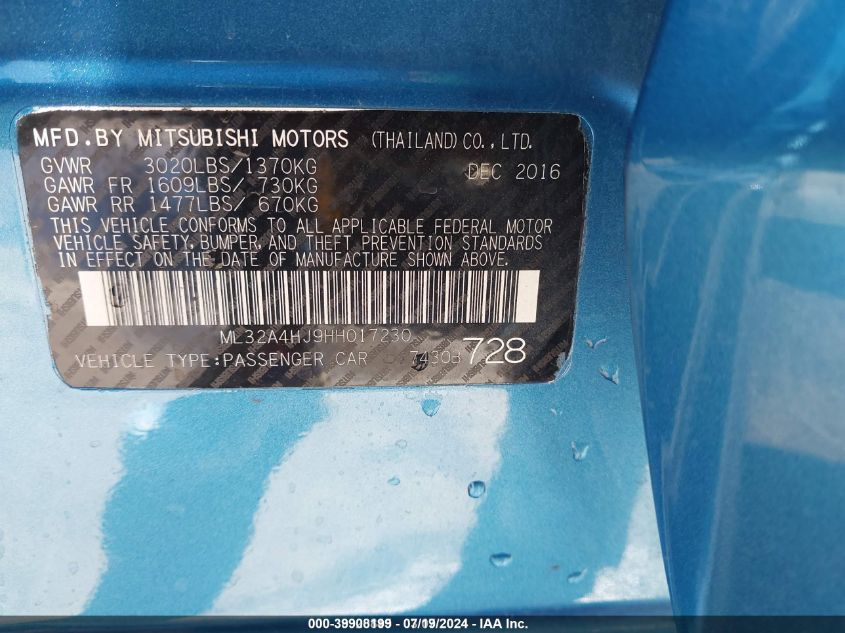 MFD.BY MITSUBISHI MOTORS (THAILAND) CO., LTD.
GVWR 3020LBS/1370KG DEC 2016
GAWR FR 1609LBS/ 730KG
GAWR RR 1477LBS/ 670KG
THIS VEHICLE CONFORMS TO ALL APPLICABLE FEDERAL MOTOR
VEHICLE SAFETY, BUMPER, AND THEFT PREVENTION STANDARDS
IN EFFECT ON THE DATE OF MANUFACTURE SHOWN ABOVE.
ML32A4HJ9HH017230
VEHICLE TYPE:PASSENGER CAR 728
000-39908199 - 07/19/2024 - IAA Inc.